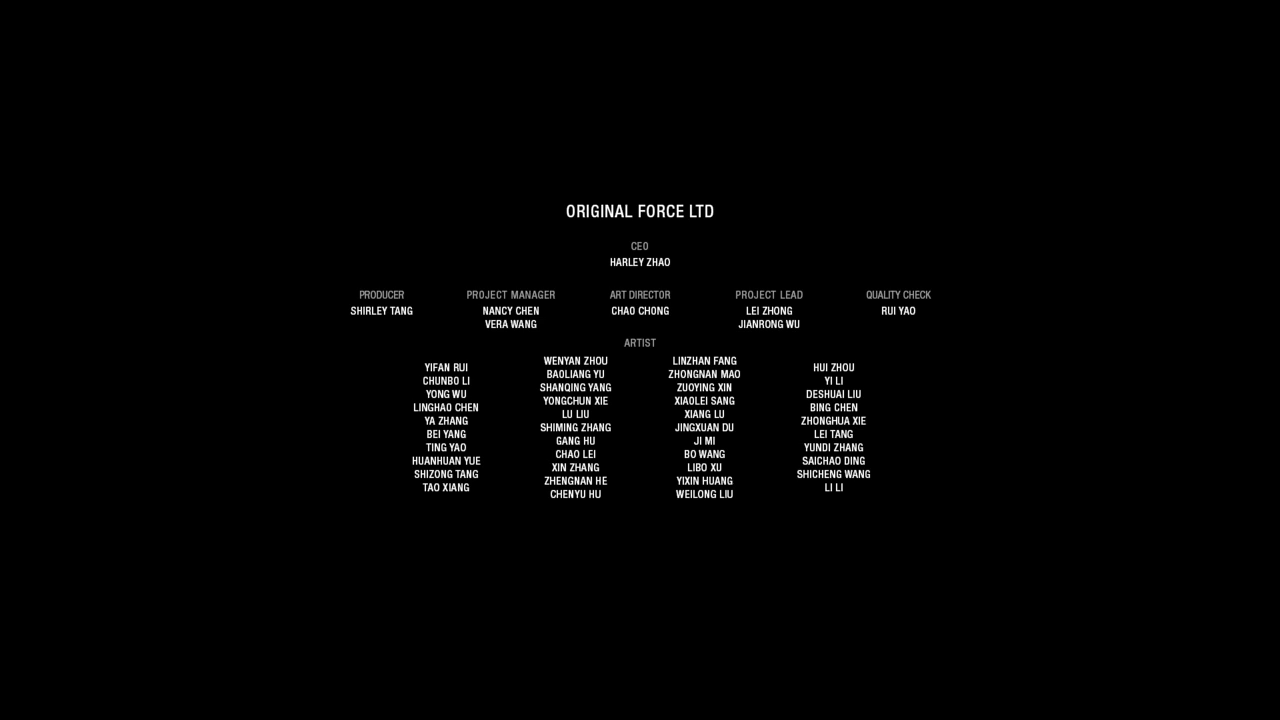 ORIGINAL FORCE LTD
CEO
HARLEY ZHAO
PRODUCER
SHIRLEY TANG
PROJECT MANAGER
NANCY CHEN
VERA WANG
ART DIRECTOR
CHAO CHONG
PROJECT LEAD
LEI ZHONG
JIANRONG WU
QUALITY CHECK
RUI YAO
ARTIST
YIFAN RUI
CHUNBO LI
YONG WU
LINGHAO CHEN
YA ZHANG
BEI YANG
TING YAO
HUANHUAN YUE
SHIZONG TANG
TAO XIANG
WENYAN ZHOU
BAOLIANG YU
SHANQING YANG
YONGCHUN XIE
LU LIU
SHIMING ZHANG
GANG HU
CHAO LEI
XIN ZHANG
ZHENGNAN HE
CHENYU HU
LINZHAN FANG
ZHONGNAN MAO
ZUOYING XIN
XIAOLEI SANG
XIANG LU
JINGXUAN DU
JI MI
BO WANG
LIBO XU
YIXIN HUANG
WEILONG LIU
HUI ZHOU
YI LI
DESHUAI LIU
BING CHEN
ZHONGHUA XIE
LEI TANG
YUNDI ZHANG
SAICHAO DING
SHICHENG WANG
LI LI